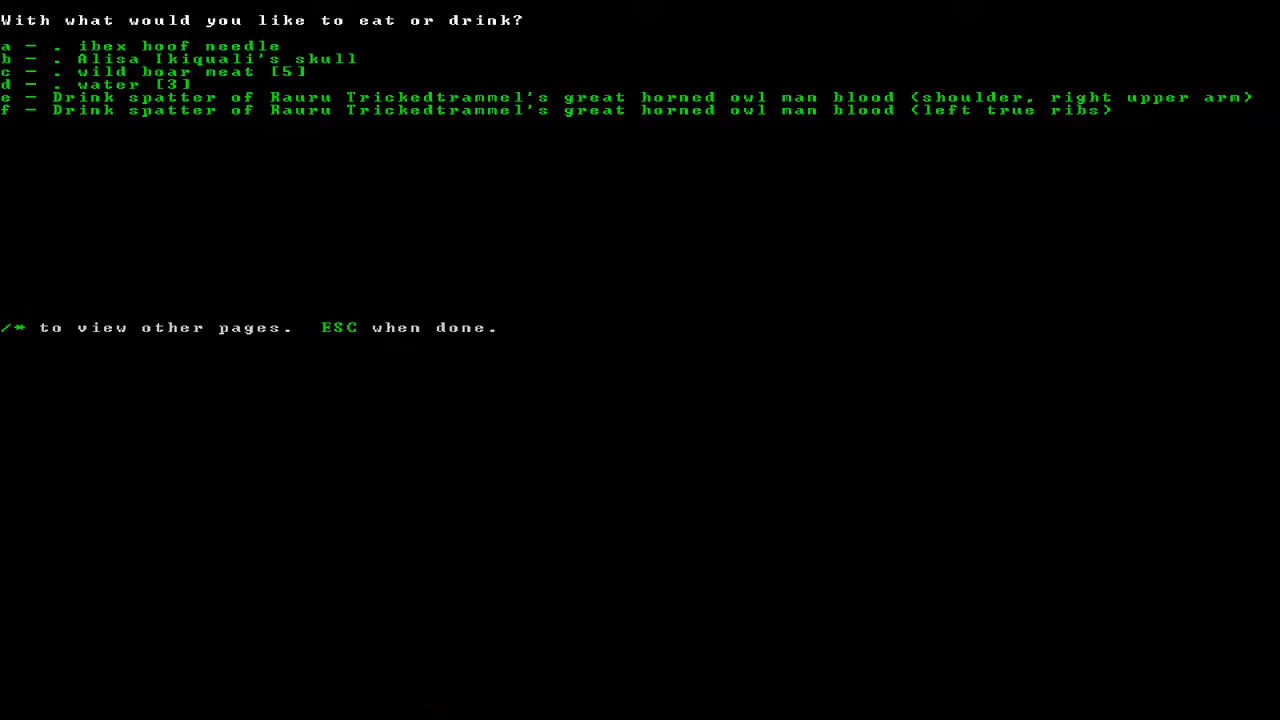 With what would you like to eat or drink?
a - . ibex hoof needle
b - . Alisa Ikiquali's skull
c - . wild boar meat [5]
d - . water [3]
e - Drink spatter of Rauru Trickedtrammel's great horned owl man blood (shoulder, right upper arm)
f - Drink spatter of Rauru Trickedtrammel's great horned owl man blood (left true ribs)
/* to view other pages.  ESC when done.